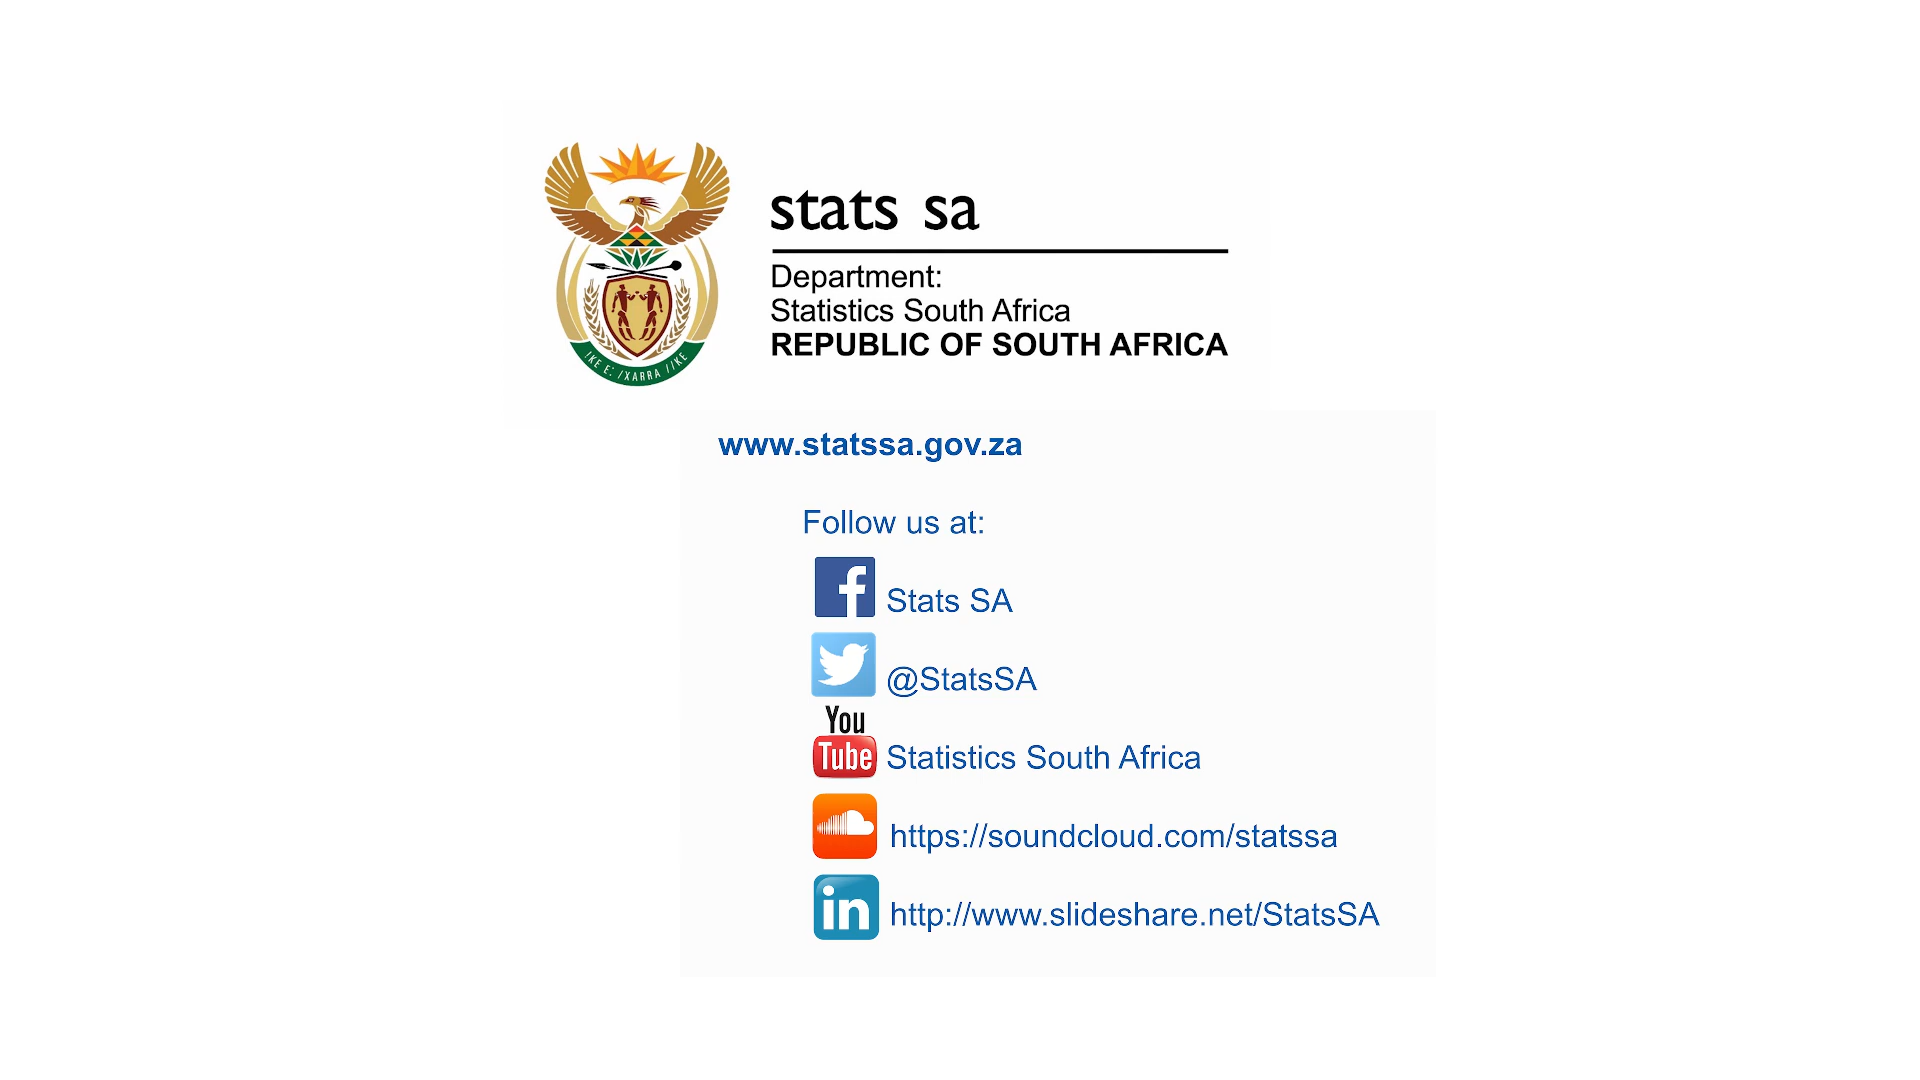 stats sa
Department:
Statistics South Africa
REPUBLIC OF SOUTH AFRICA
!KE E: /XARRA //KE
www.statssa.gov.za
Follow us at:
Stats SA
@StatsSA
You
Tube Statistics South Africa
https://soundcloud.com/statssa
in http://www.slideshare.net/StatsSA